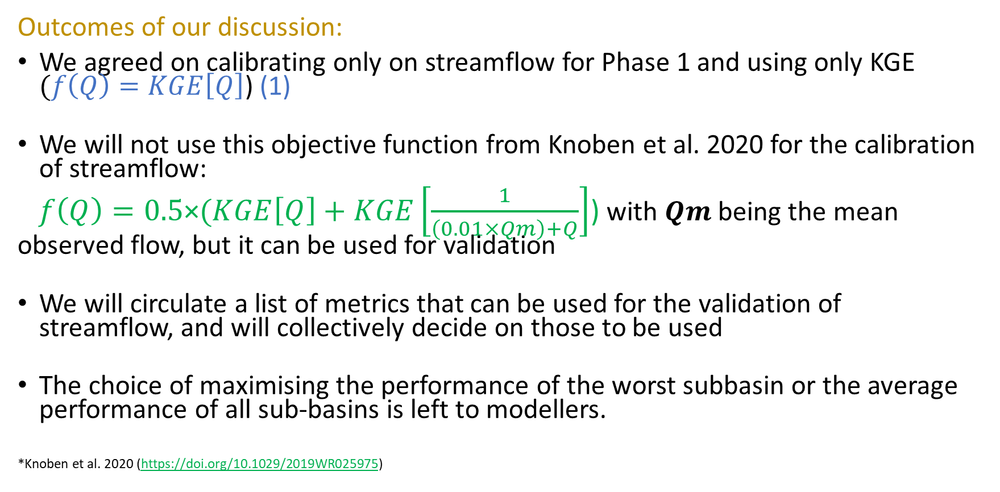 Outcomes of our discussion:
• We agreed on calibrating only on streamflow for Phase 1 and using only KGE
(f(Q) = KGE[Q]) (1)
• We will not use this objective function from Knoben et al. 2020 for the calibration
of streamflow:
f(Q) = 0.5×(KGE[Q] + KGE [1/((0.01×Qm)+Q]) with Qm being the mean
observed flow, but it can be used for validation
• We will circulate a list of metrics that can be used for the validation of
streamflow, and will collectively decide on those to be used
• The choice of maximising the performance of the worst subbasin or the average
performance of all sub-basins is left to modellers.
*Knoben et al. 2020 (https://doi.org/10.1029/2019WR025975)